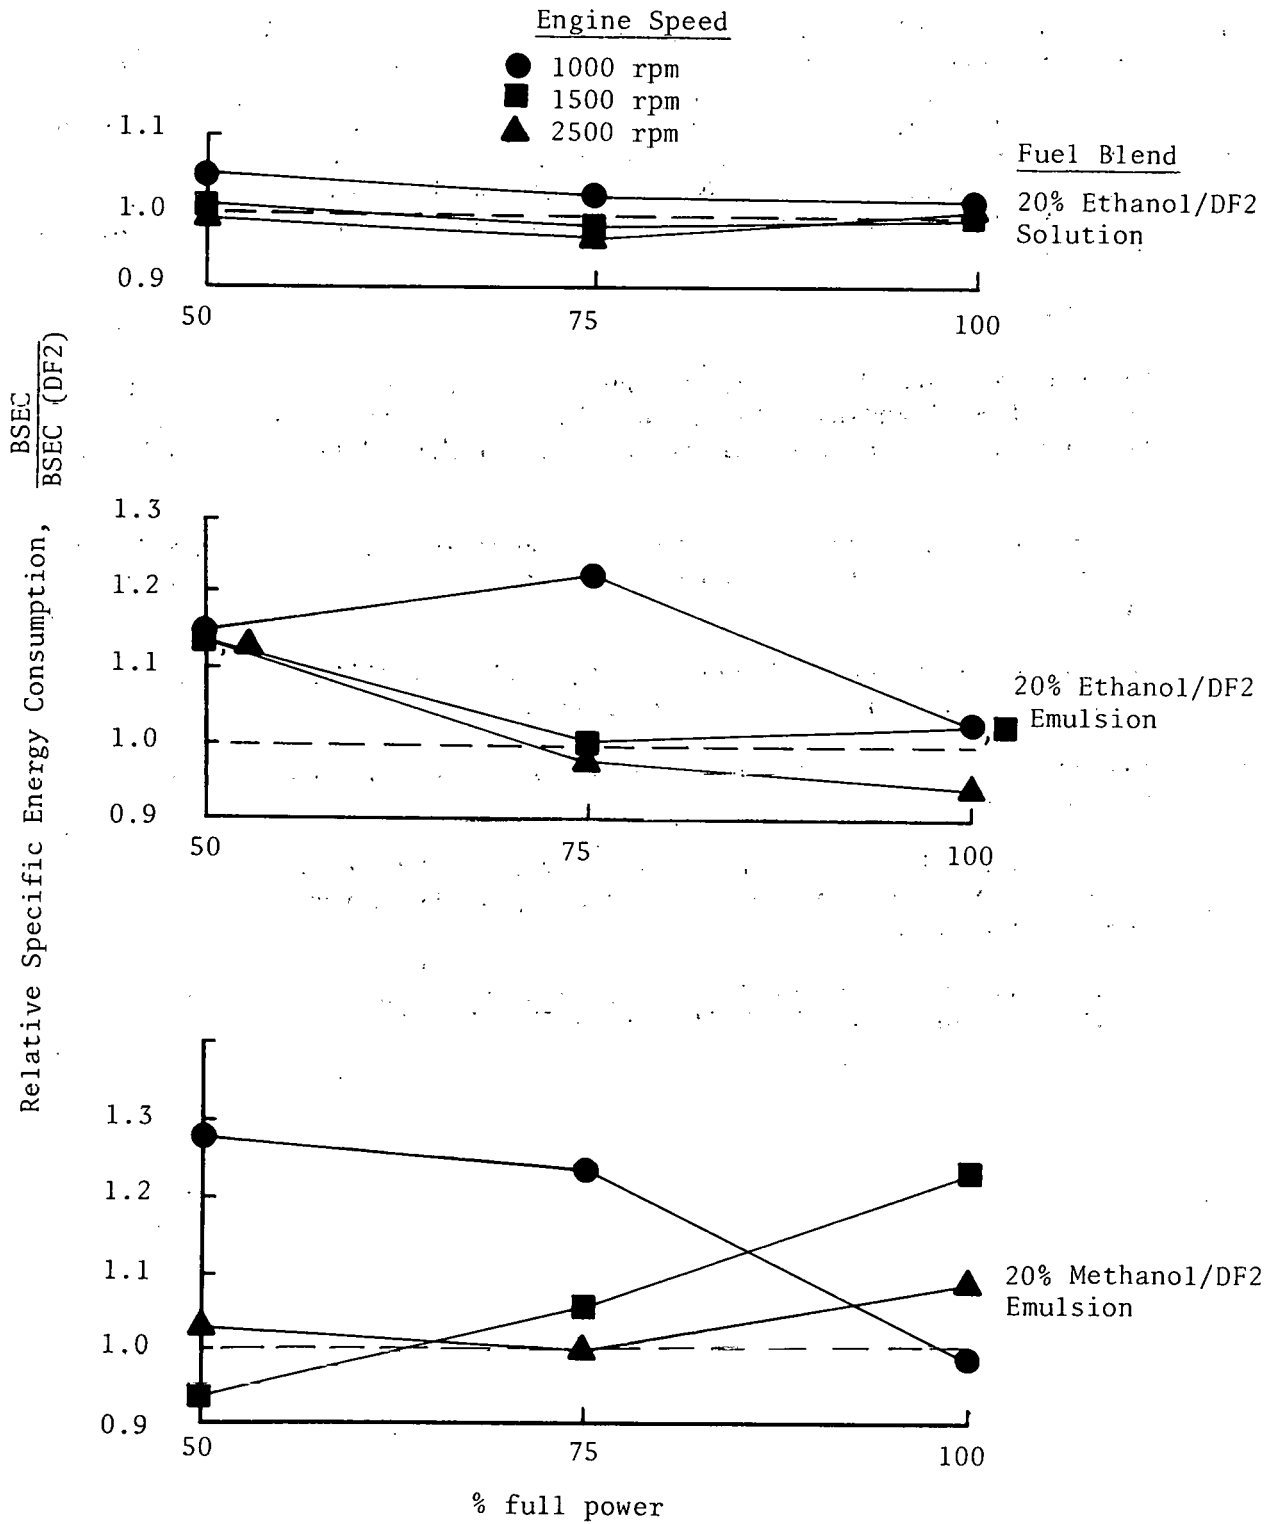 Engine Speed
1000 rpm
1500 rpm
2500 rpm
Fuel Blend
20% Ethanol/DF2
Solution
1.1
1.0
0.9
50
75
100
Relative Specific Energy Consumption, BSEC
BSEC (DF2)
1.3
1.2
1.1
1.0
0.9
50
75
100
20% Ethanol/DF2
Emulsion
1.3
1.2
1.1
1.0
0.9
50
75
100
20% Methanol/DF2
Emulsion
% full power